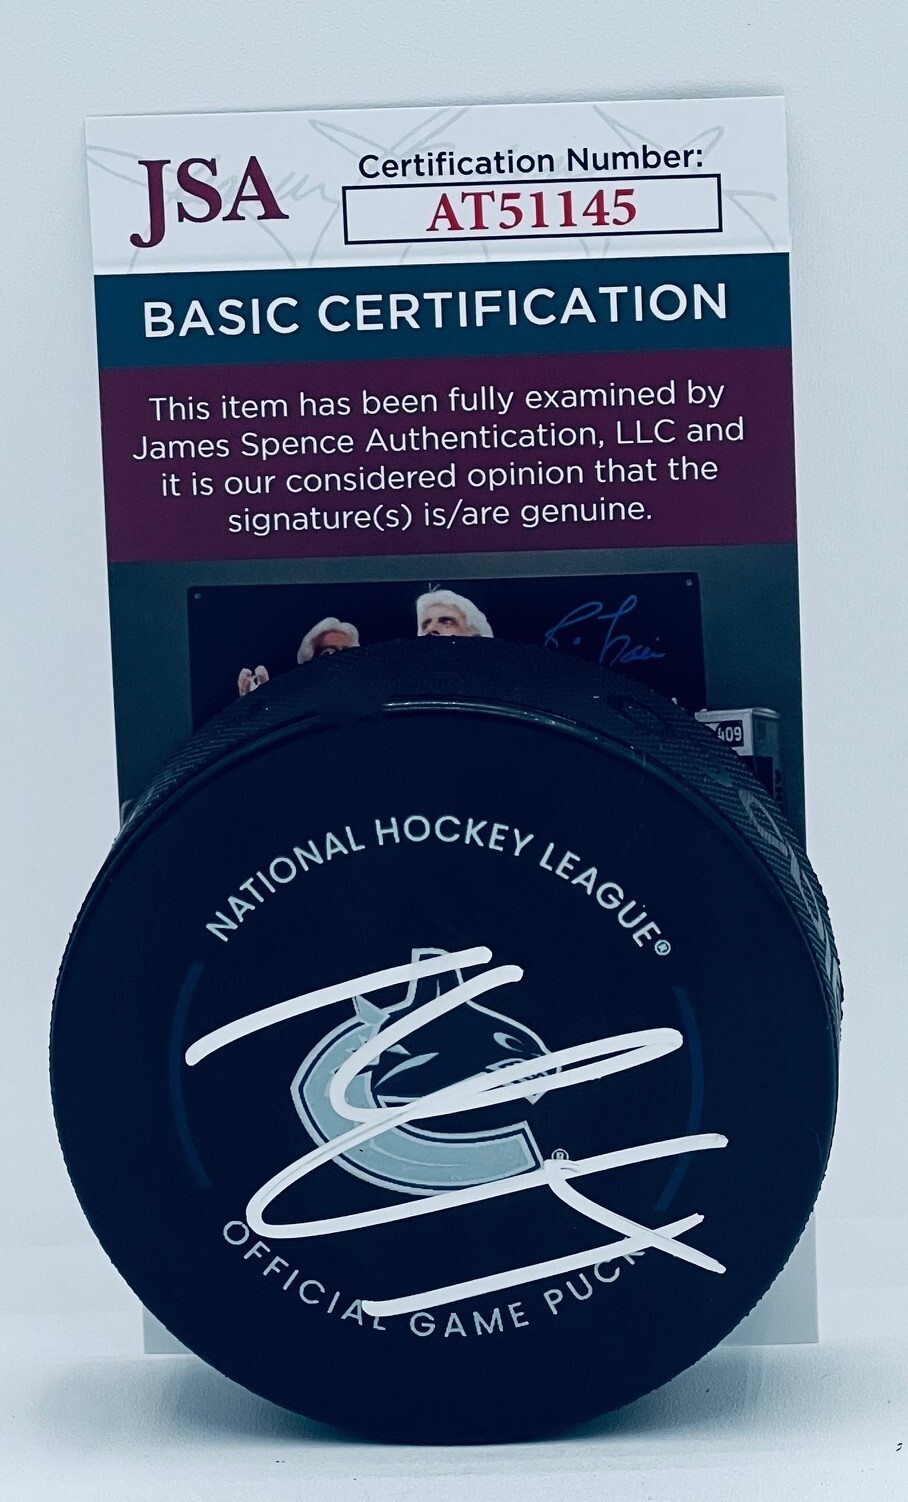 JSA
Certification Number:
AT51145
BASIC CERTIFICATION
This item has been fully examined by
James Spence Authentication, LLC and
it is our considered opinion that the
signature(s) is/are genuine.
409
NATIONAL HOCKEY LEAGUE®
®
OFFICIAL GAME PUCK